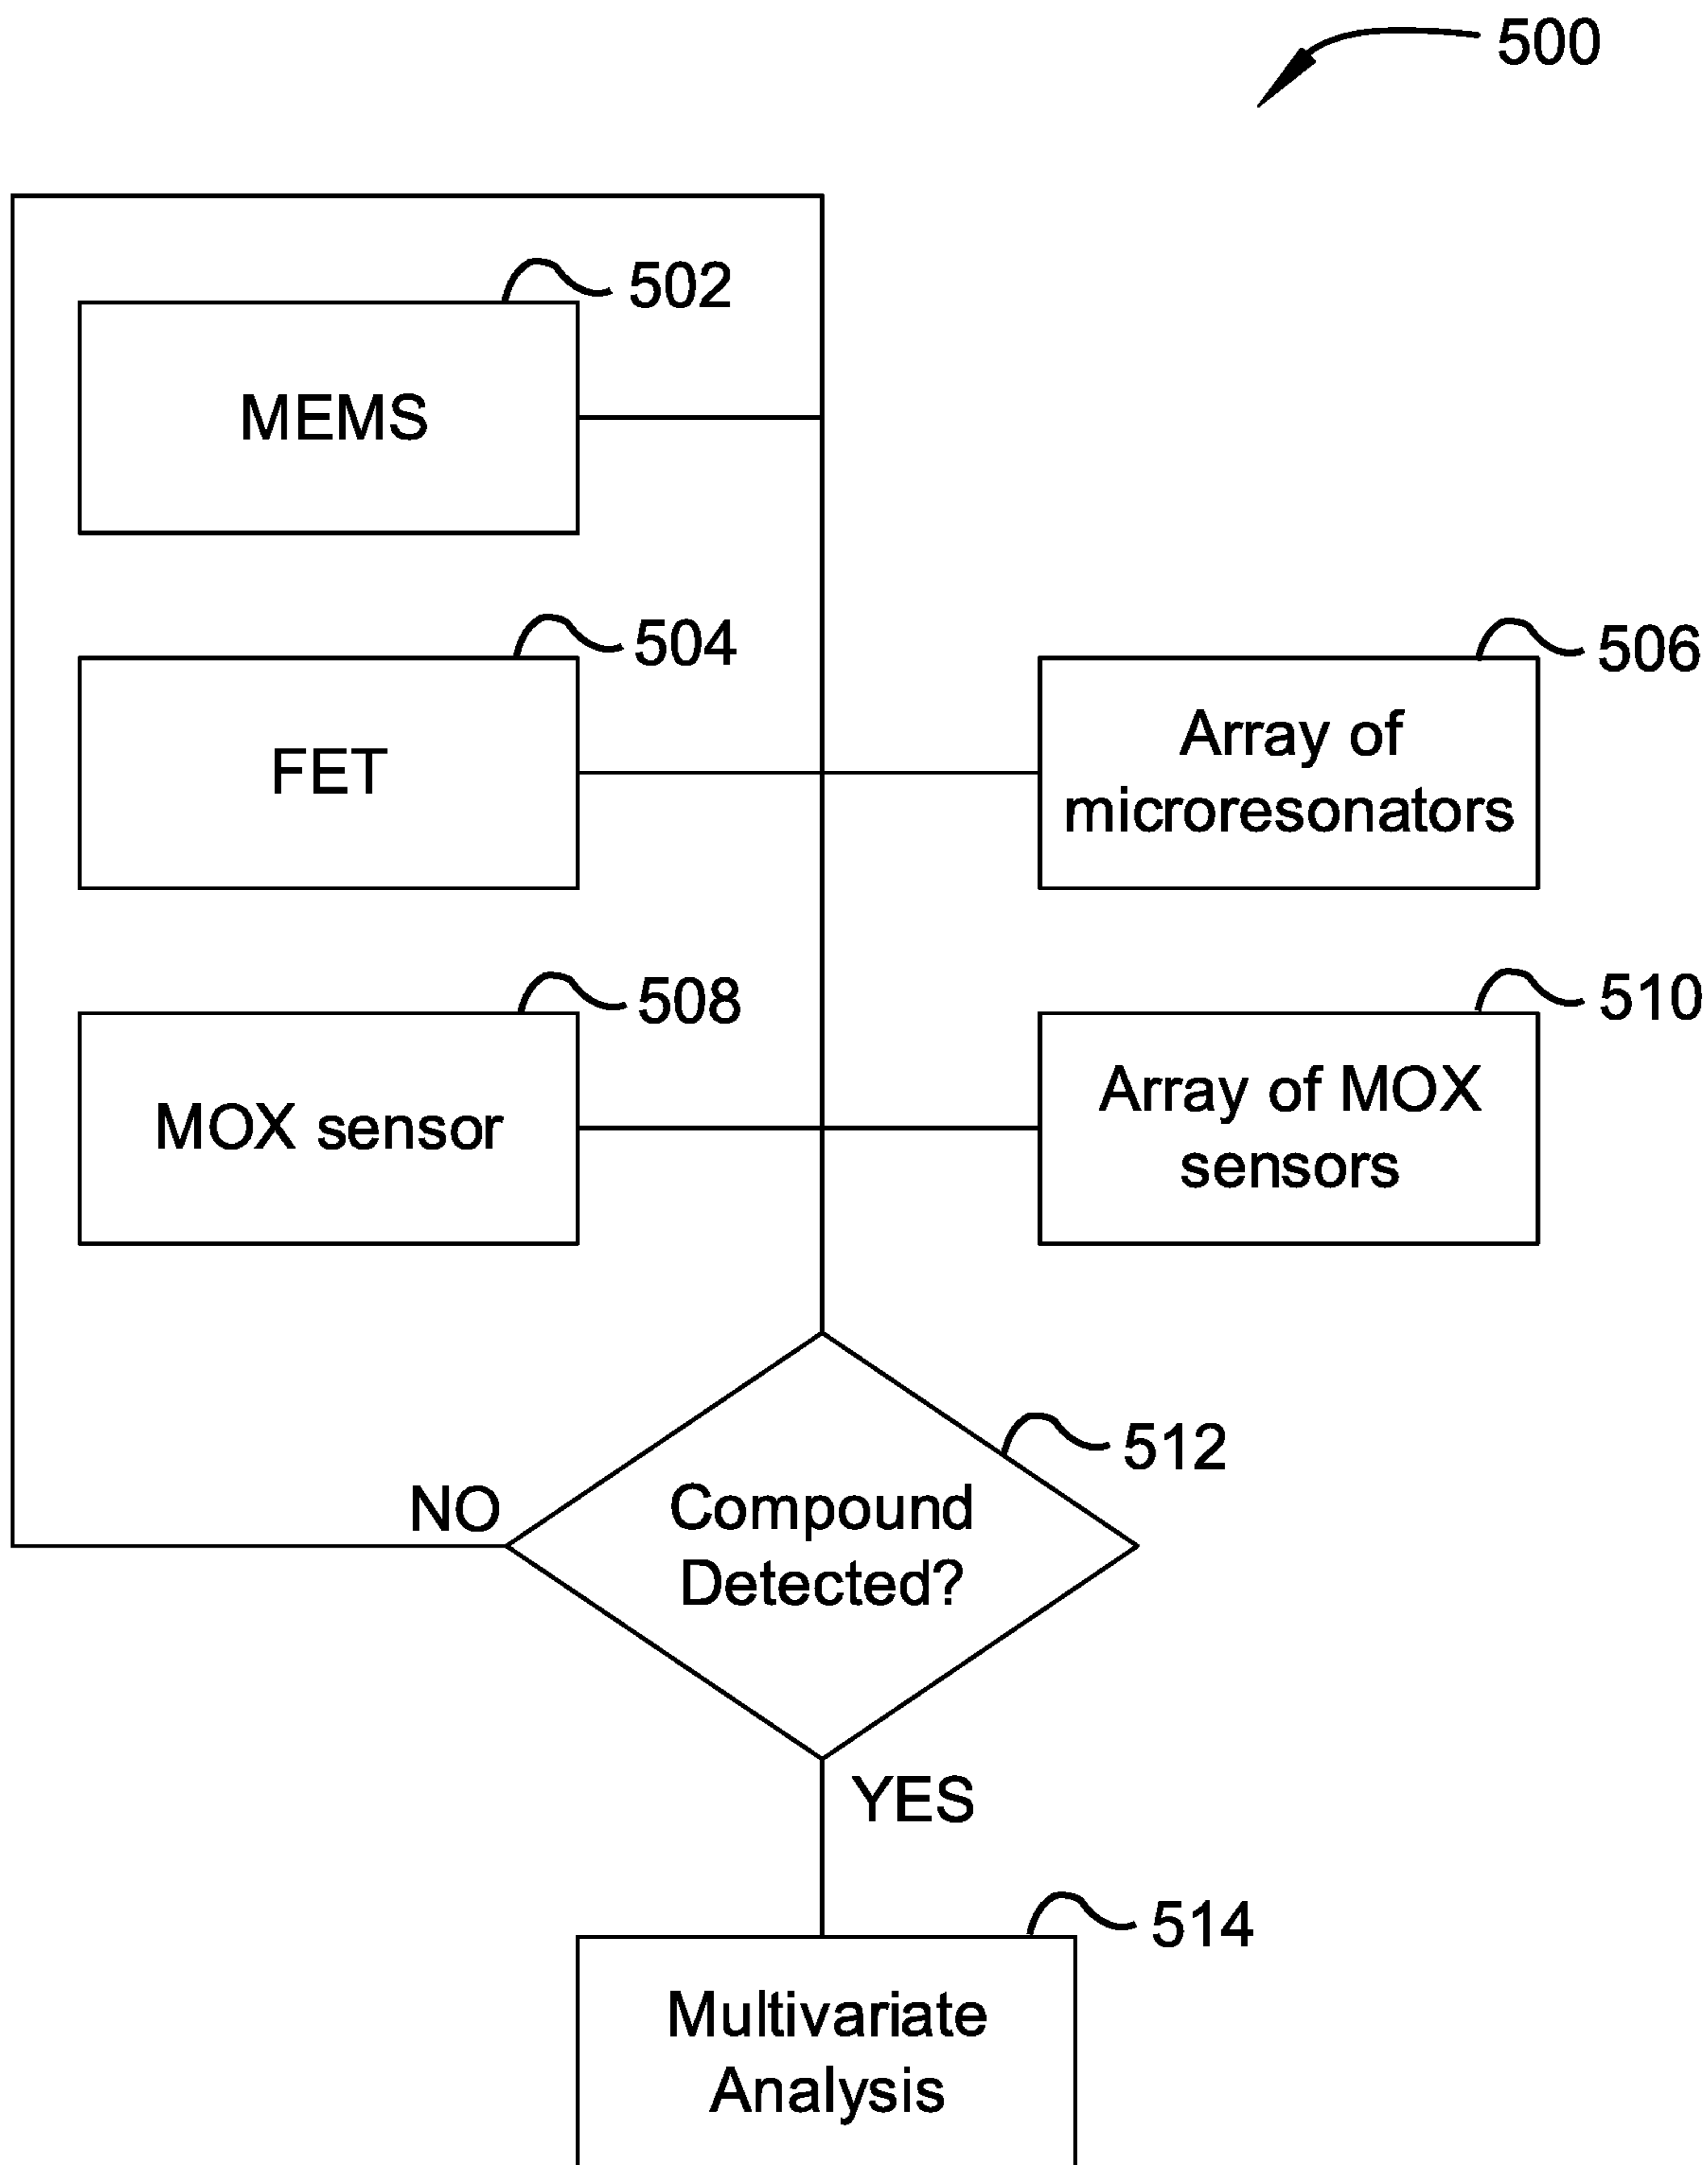 500
502
MEMS
504
FET
506
Array of
microresonators
508
MOX sensor
510
Array of MOX
sensors
512
Compound
Detected?
NO
YES
514
Multivariate
Analysis